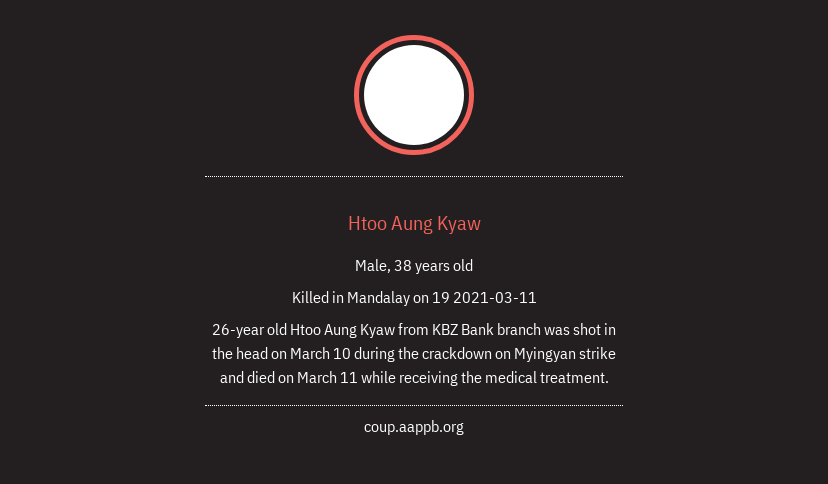 Htoo Aung Kyaw
Male, 38 years old
Killed in Mandalay on 19 2021-03-11
26-year old Htoo Aung Kyaw from KBZ Bank branch was shot in
the head on March 10 during the crackdown on Myingyan strike
and died on March 11 while receiving the medical treatment.
coup.aappb.org